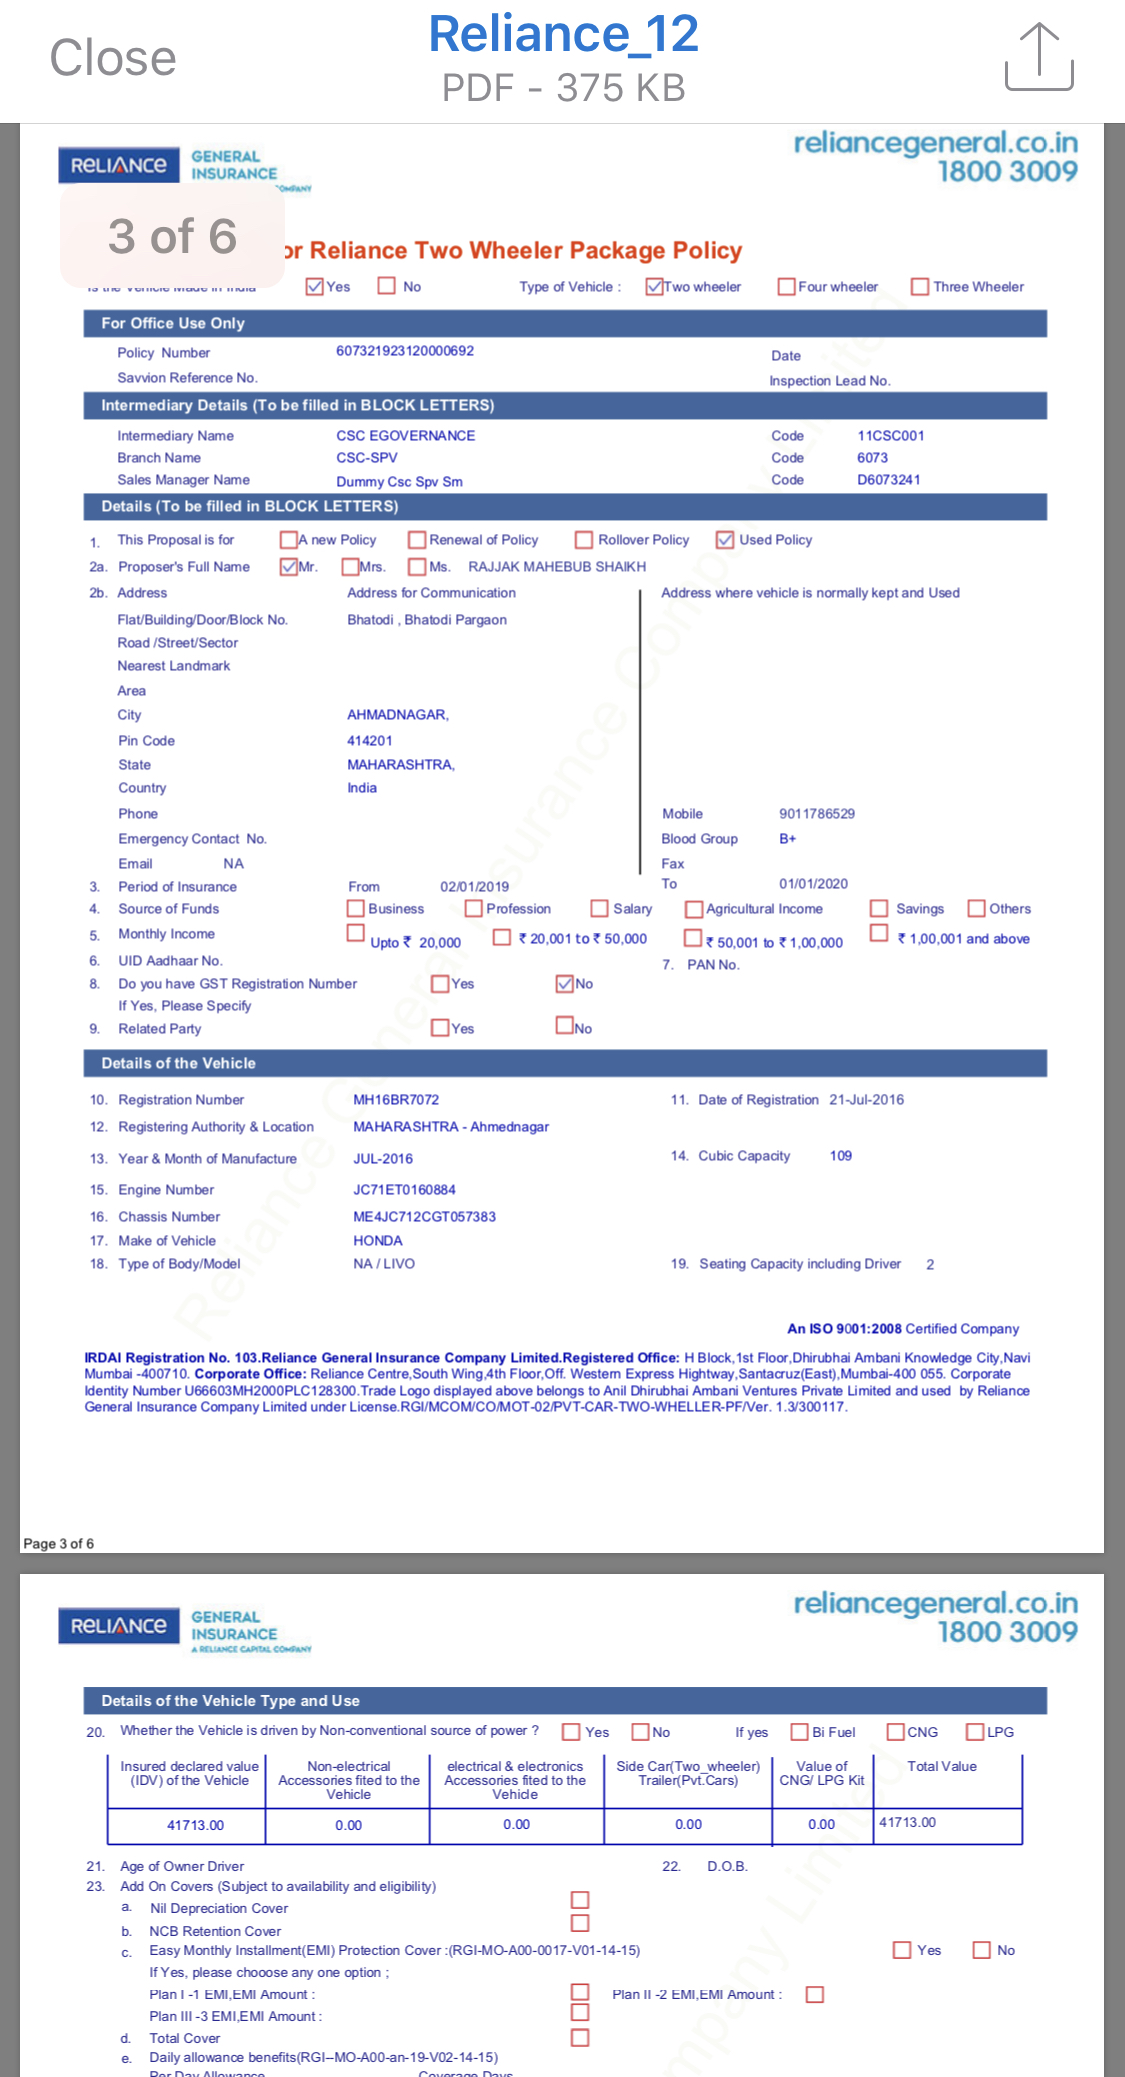 Close
Reliance_12
PDF - 375 KB
RELIANCE GENERAL INSURANCE
COMPANY
reliancegeneral.co.in
1800 3009
3 of 6
or Reliance Two Wheeler Package Policy
Is the Vehicle Made in India Yes No Type of Vehicle : Two wheeler Four wheeler Three Wheeler
For Office Use Only
Policy Number 607321923120000692 Date
Savvion Reference No. Inspection Lead No.
Intermediary Details (To be filled in BLOCK LETTERS)
Intermediary Name CSC EGOVERNANCE Code 11CSC001
Branch Name CSC-SPV Code 6073
Sales Manager Name Dummy Csc Spv Sm Code D6073241
Details (To be filled in BLOCK LETTERS)
1. This Proposal is for A new Policy Renewal of Policy Rollover Policy Used Policy
2a. Proposer's Full Name Mr. Mrs. Ms. RAJJAK MAHEBUB SHAIKH
2b. Address Address for Communication Address where vehicle is normally kept and Used
Flat/Building/Door/Block No. Bhatodi , Bhatodi Pargaon
Road /Street/Sector
Nearest Landmark
Area
City AHMADNAGAR,
Pin Code 414201
State MAHARASHTRA,
Country India
Phone Mobile 9011786529
Emergency Contact No. Blood Group B+
Email NA Fax
3. Period of Insurance From 02/01/2019 To 01/01/2020
4. Source of Funds Business Profession Salary Agricultural Income Savings Others
5. Monthly Income Upto ₹ 20,000 ₹ 20,001 to ₹ 50,000 ₹ 50,001 to ₹ 1,00,000 ₹ 1,00,001 and above
6. UID Aadhaar No. 7. PAN No.
8. Do you have GST Registration Number Yes No
If Yes, Please Specify
9. Related Party Yes No
Details of the Vehicle
10. Registration Number MH16BR7072 11. Date of Registration 21-Jul-2016
12. Registering Authority & Location MAHARASHTRA - Ahmednagar
13. Year & Month of Manufacture JUL-2016 14. Cubic Capacity 109
15. Engine Number JC71ET0160884
16. Chassis Number ME4JC712CGT057383
17. Make of Vehicle HONDA
18. Type of Body/Model NA / LIVO 19. Seating Capacity including Driver 2
An ISO 9001:2008 Certified Company
IRDAI Registration No. 103.Reliance General Insurance Company Limited.Registered Office: H Block,1st Floor,Dhirubhai Ambani Knowledge City,Navi
Mumbai -400710. Corporate Office: Reliance Centre,South Wing,4th Floor,Off. Western Express Highway,Santacruz(East),Mumbai-400 055. Corporate
Identity Number U66603MH2000PLC128300.Trade Logo displayed above belongs to Anil Dhirubhai Ambani Ventures Private Limited and used by Reliance
General Insurance Company Limited under License.RGI/MCOM/CO/MOT-02/PVT-CAR-TWO-WHELLER-PF/Ver. 1.3/300117.
Reliance General Insurance Company Limited
Page 3 of 6
RELIANCE GENERAL INSURANCE
A RELIANCE CAPITAL COMPANY
reliancegeneral.co.in
1800 3009
Details of the Vehicle Type and Use
20. Whether the Vehicle is driven by Non-conventional source of power ? Yes No If yes Bi Fuel CNG LPG
Insured declared value (IDV) of the Vehicle Non-electrical Accessories fited to the Vehicle electrical & electronics Accessories fited to the Vehicle Side Car(Two_wheeler) Trailer(Pvt.Cars) Value of CNG/ LPG Kit Total Value
41713.00 0.00 0.00 0.00 0.00 41713.00
21. Age of Owner Driver 22. D.O.B.
23. Add On Covers (Subject to availability and eligibility)
a. Nil Depreciation Cover
b. NCB Retention Cover
c. Easy Monthly Installment(EMI) Protection Cover :(RGI-MO-A00-0017-V01-14-15) Yes No
If Yes, please chooose any one option ;
Plan I -1 EMI,EMI Amount : Plan II -2 EMI,EMI Amount :
Plan III -3 EMI,EMI Amount :
d. Total Cover
e. Daily allowance benefits(RGI--MO-A00-an-19-V02-14-15)
Per Day Allowance Coverage Days
mpany Limited